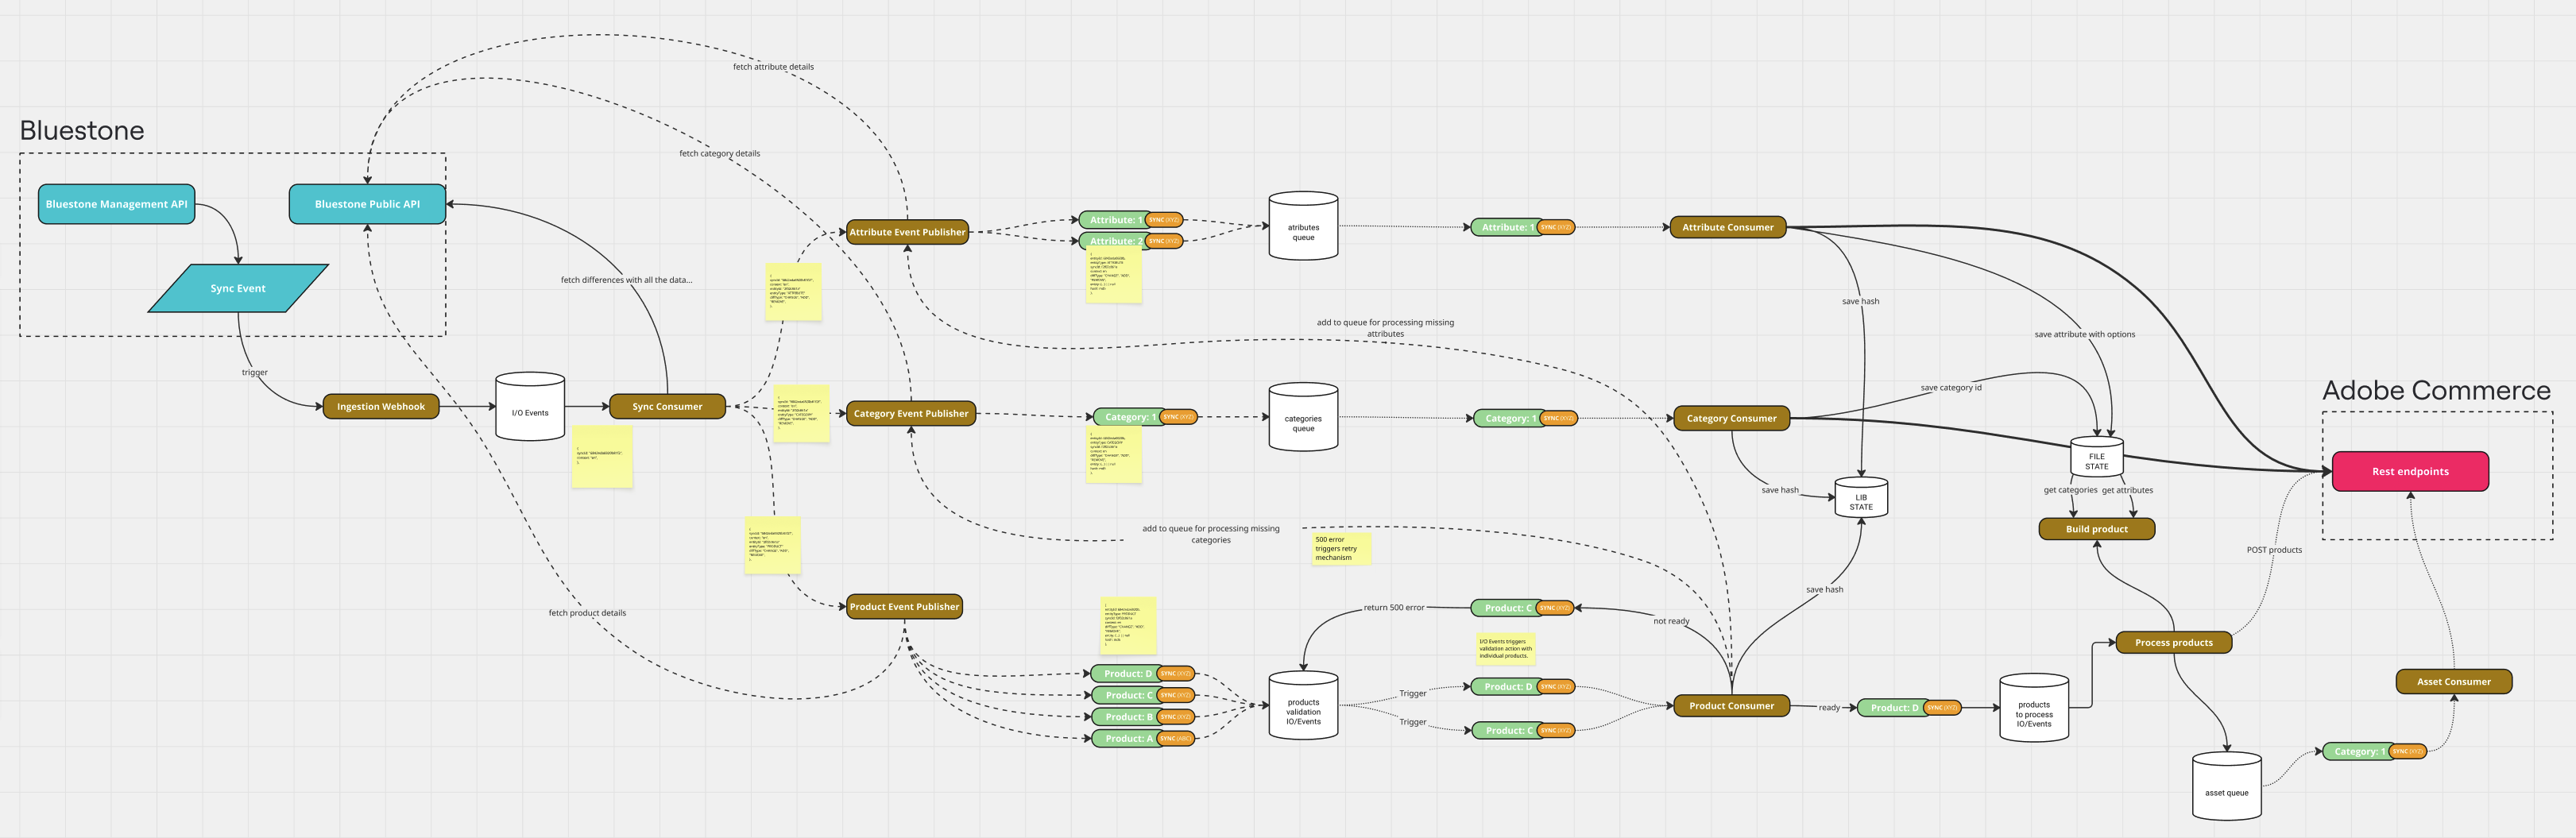 fetch attribute details
Bluestone
fetch category details
Bluestone Management API
Bluestone Public API
Sync Event
fetch differences with all the data...
trigger
Ingestion Webhook
I/O Events
Sync Consumer
Attribute Event Publisher
Attribute: 1 SYNC (XYZ)
Attribute: 2 SYNC (XYZ)
atributes
queue
Attribute: 1 SYNC (XYZ)
Attribute Consumer
save hash
add to queue for processing missing
attributes
save attribute with options
save category id
Adobe Commerce
Category Event Publisher
Category: 1 SYNC (XYZ)
categories
queue
Category: 1 SYNC (XYZ)
Category Consumer
FILE
STATE
Rest endpoints
save hash
LIB
STATE
get categories
get attributes
Build product
add to queue for processing missing
categories
500 error
triggers retry
mechanism
POST products
fetch product details
Product Event Publisher
return 500 error
Product: C SYNC (XYZ)
not ready
save hash
I/O Events triggers
validation action with
individual products.
Process products
Product: D SYNC (XYZ)
Product: C SYNC (XYZ)
Product: B SYNC (XYZ)
Product: A SYNC (ABC)
products
validation
IO/Events
Trigger
Trigger
Product: D SYNC (XYZ)
Product: C SYNC (XYZ)
Product Consumer
ready
Product: D SYNC (XYZ)
products
to process
IO/Events
Asset Consumer
Category: 1 SYNC (XYZ)
asset queue